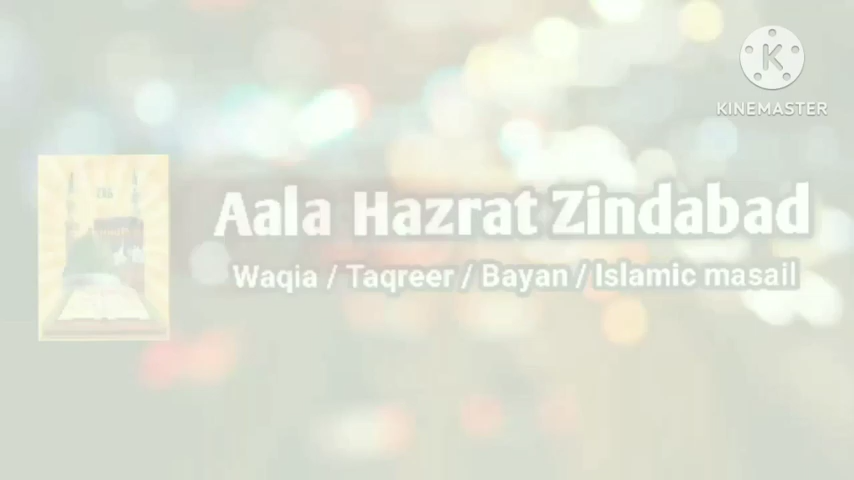 K
KINEMASTER
Aala Hazrat Zindabad
Waqia / Taqreer / Bayan / Islamic masail